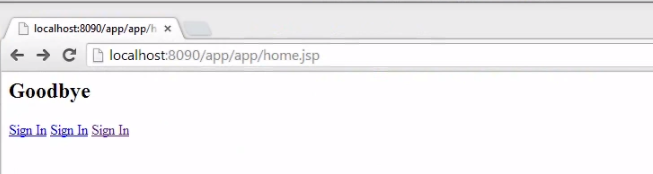 localhost:8090/app/app/h
localhost:8090/app/app/home.jsp
Goodbye
Sign In Sign In Sign In